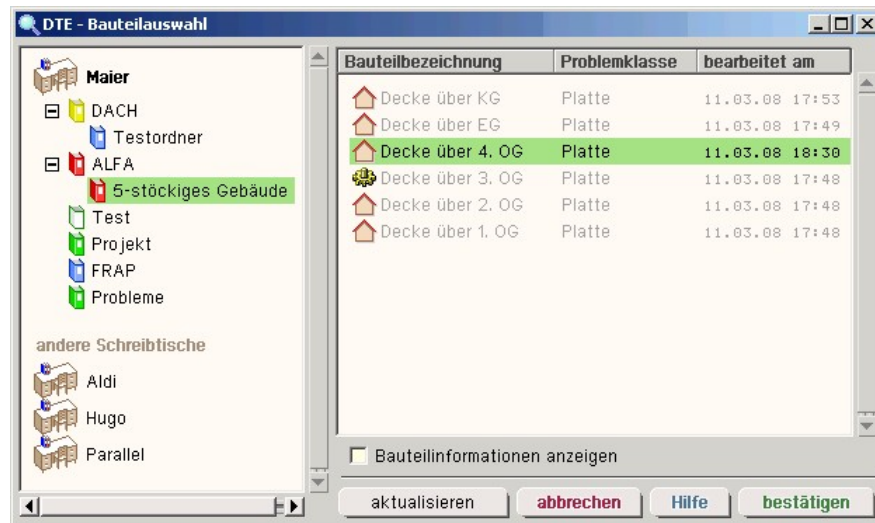 DTE - Bauteilauswahl
Maier
DACH
Testordner
ALFA
5-stöckiges Gebäude
Test
Projekt
FRAP
Probleme
andere Schreibtische
Aldi
Hugo
Parallel
Bauteilbezeichnung Problemklasse bearbeitet am
Decke über KG Platte 11.03.08 17:53
Decke über EG Platte 11.03.08 17:49
Decke über 4. OG Platte 11.03.08 18:30
Decke über 3. OG Platte 11.03.08 17:48
Decke über 2. OG Platte 11.03.08 17:48
Decke über 1. OG Platte 11.03.08 17:48
Bauteilinformationen anzeigen
aktualisieren abbrechen Hilfe bestätigen